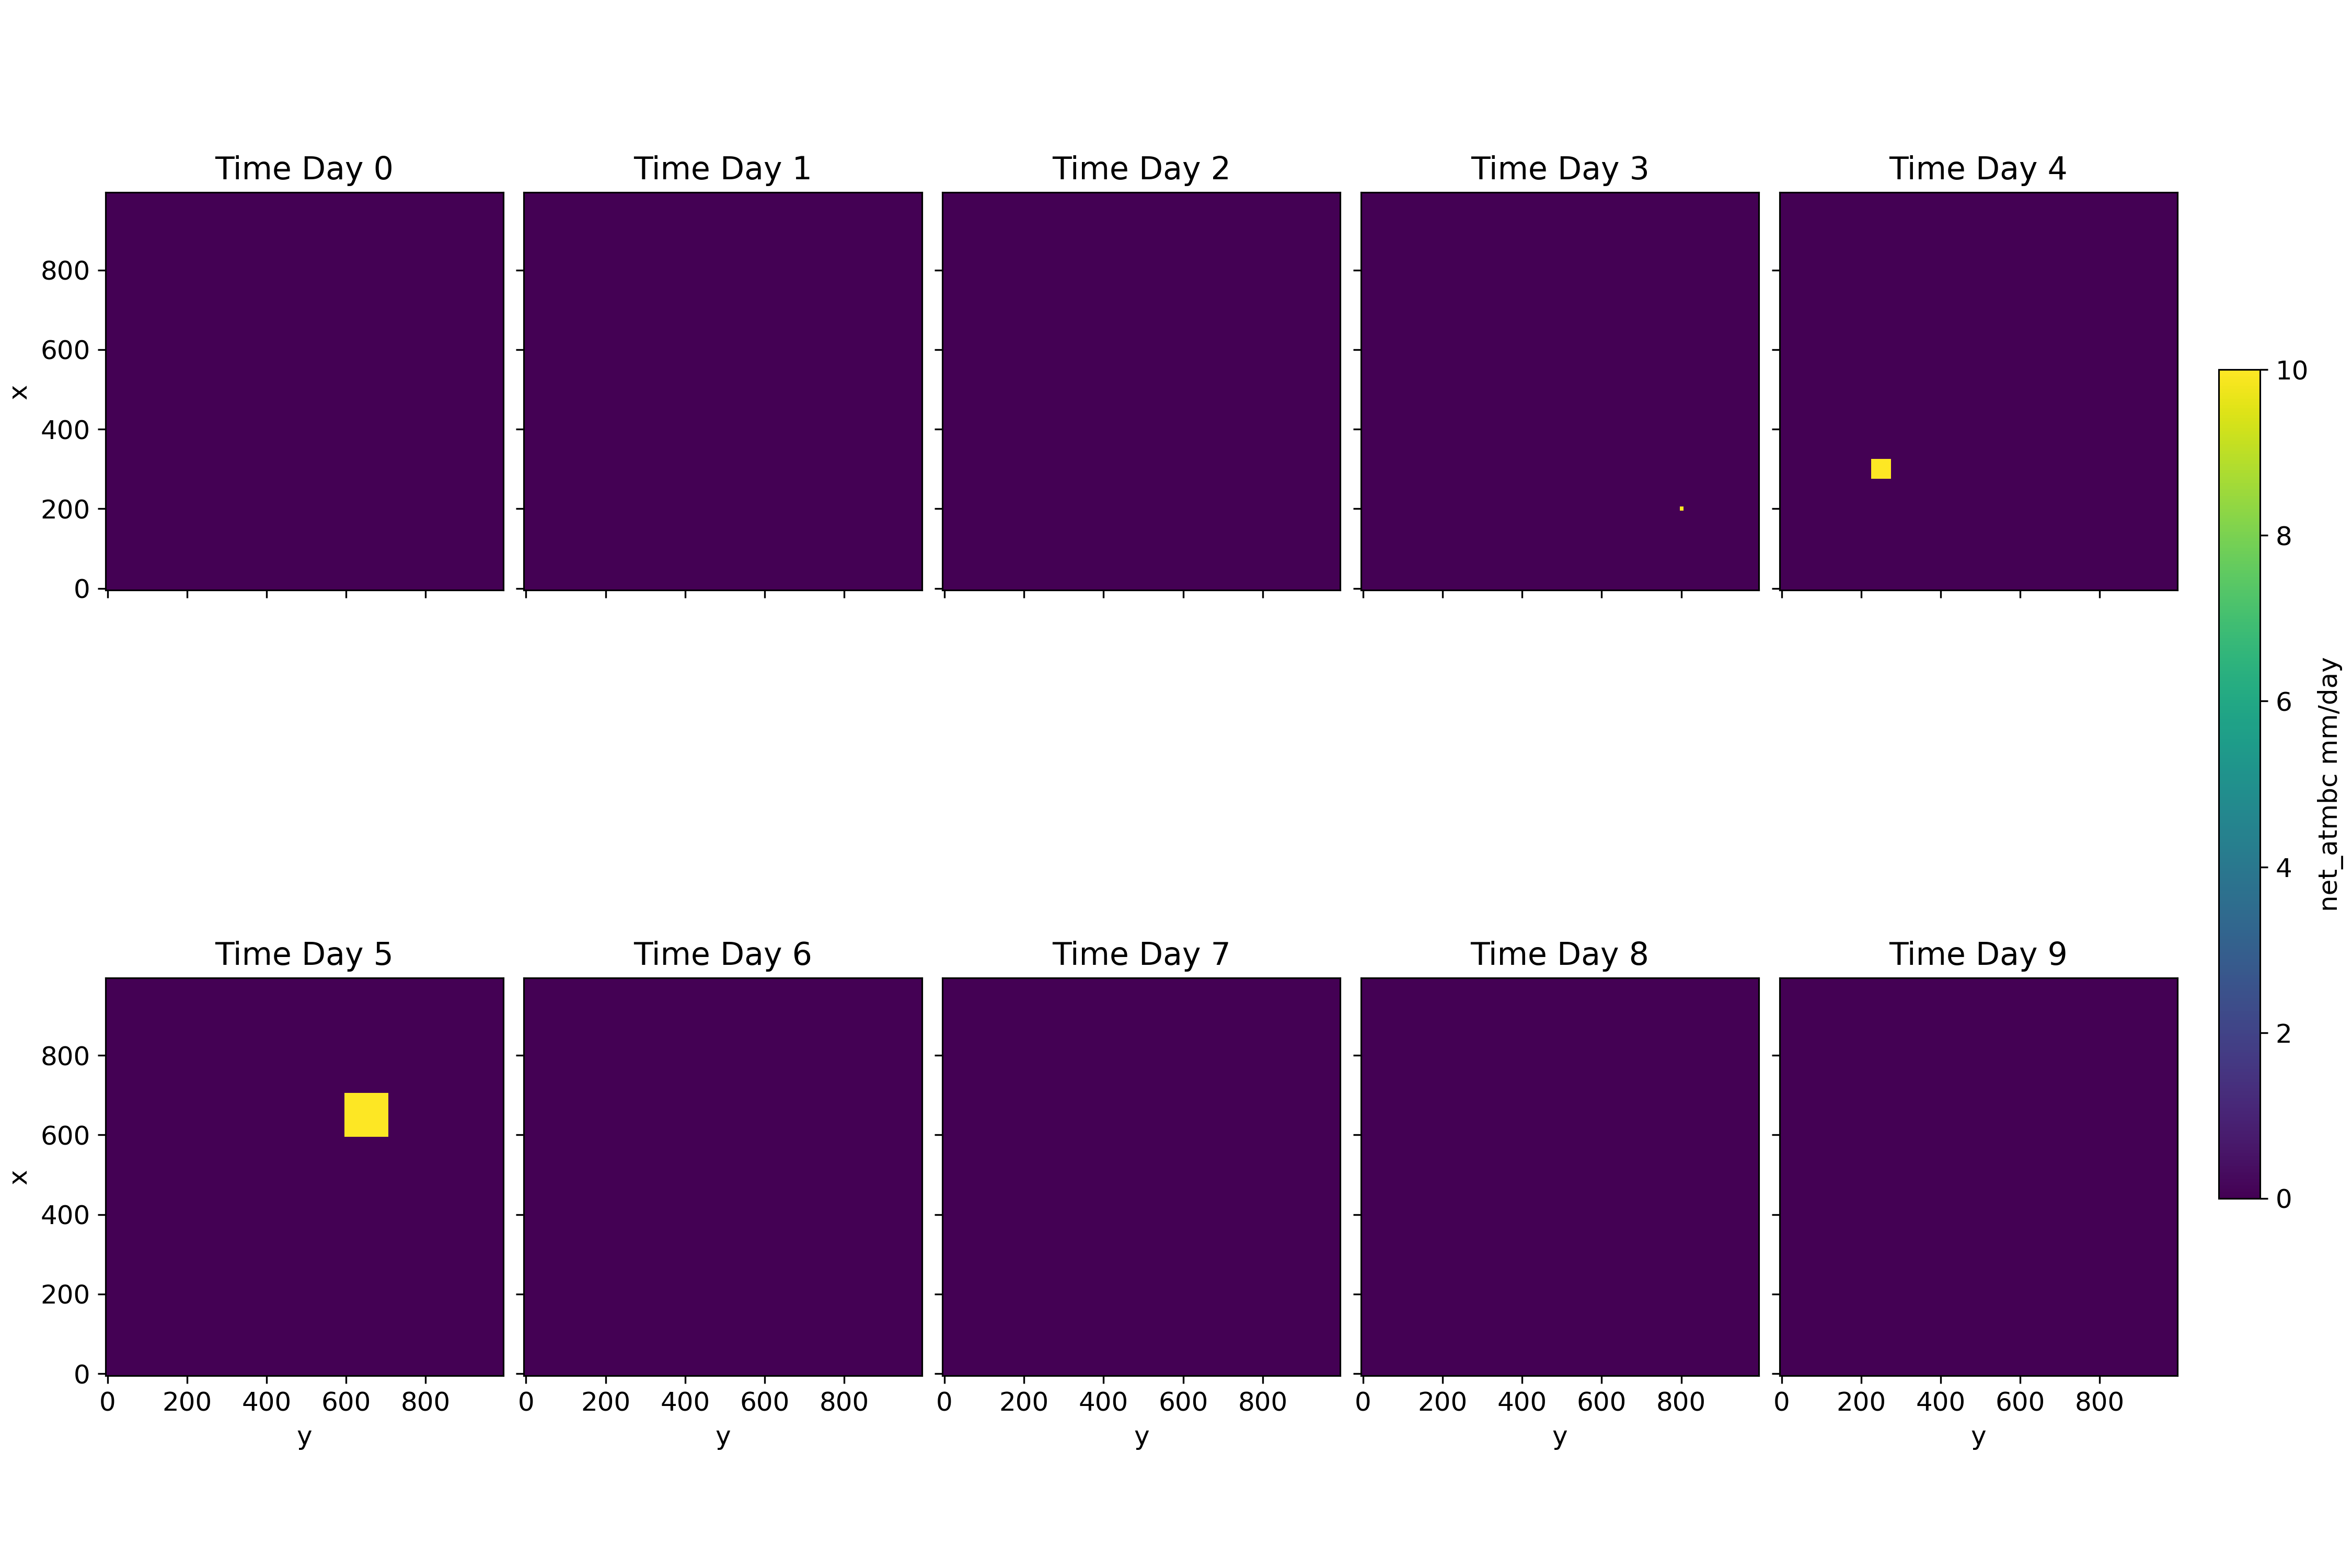 Time Day 0
Time Day 1
Time Day 2
Time Day 3
Time Day 4
800
600
400
200
0
x
10
8
6
4
2
0
net_atmbc mm/day
Time Day 5
Time Day 6
Time Day 7
Time Day 8
Time Day 9
800
600
400
200
0
x
0 200 400 600 800
0 200 400 600 800
0 200 400 600 800
0 200 400 600 800
0 200 400 600 800
y
y
y
y
y